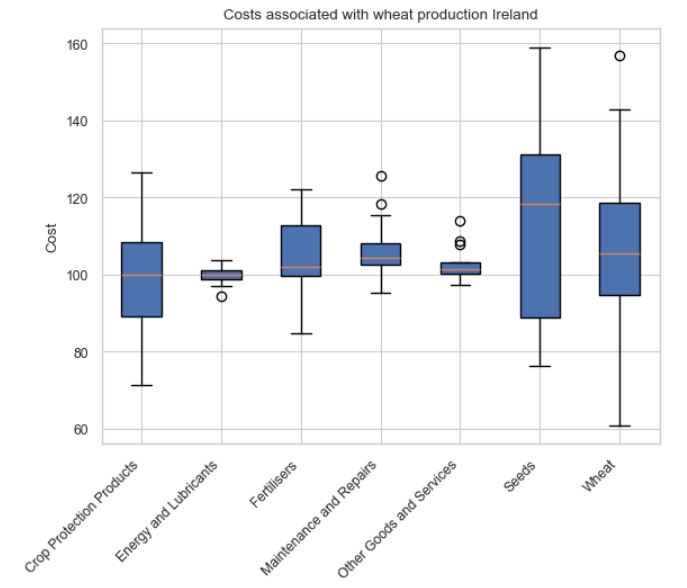 Costs associated with wheat production Ireland
160
140
120
100
80
60
Cost
Crop Protection Products
Energy and Lubricants
Fertilisers
Maintenance and Repairs
Other Goods and Services
Seeds
Wheat